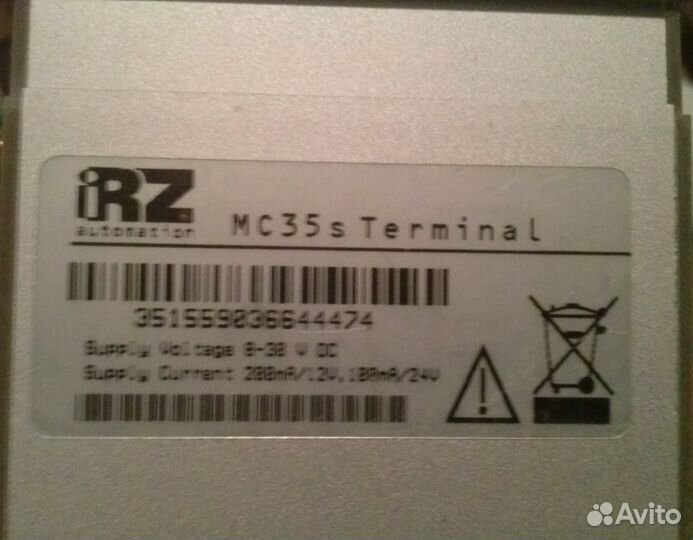 iRZ
automation
MC35s Terminal
351559036644474
Supply Voltage 8-30 V DC
Supply Current 200mA/12V,100mA/24V
Avito